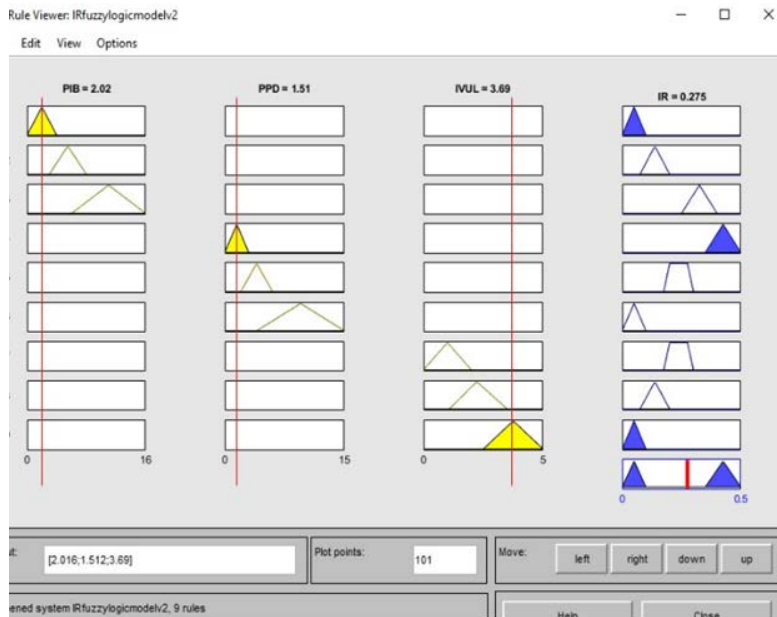 Rule Viewer: IRfuzzylogicmodelv2
Edit View Options
PIB = 2.02 PPD = 1.51 IVUL = 3.69 IR = 0.275
0 16 0 15 0 5
0 0.5
[2.016;1.512;3.69] Plot points: 101 Move: left right down up
system IRfuzzylogicmodelv2, 9 rules
Help Close